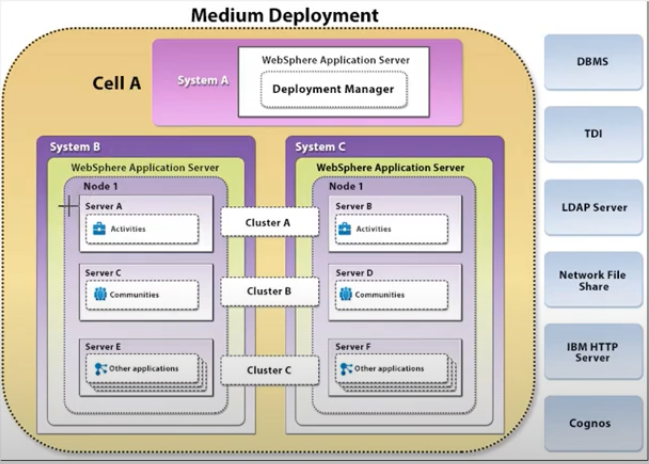 Medium Deployment
Cell A
System A
WebSphere Application Server
Deployment Manager
System B
WebSphere Application Server
Node 1
Server A
Activities
Server C
Communities
Server E
Other applications
Cluster A
Cluster B
Cluster C
System C
WebSphere Application Server
Node 1
Server B
Activities
Server D
Communities
Server F
Other applications
DBMS
TDI
LDAP Server
Network File
Share
IBM HTTP
Server
Cognos